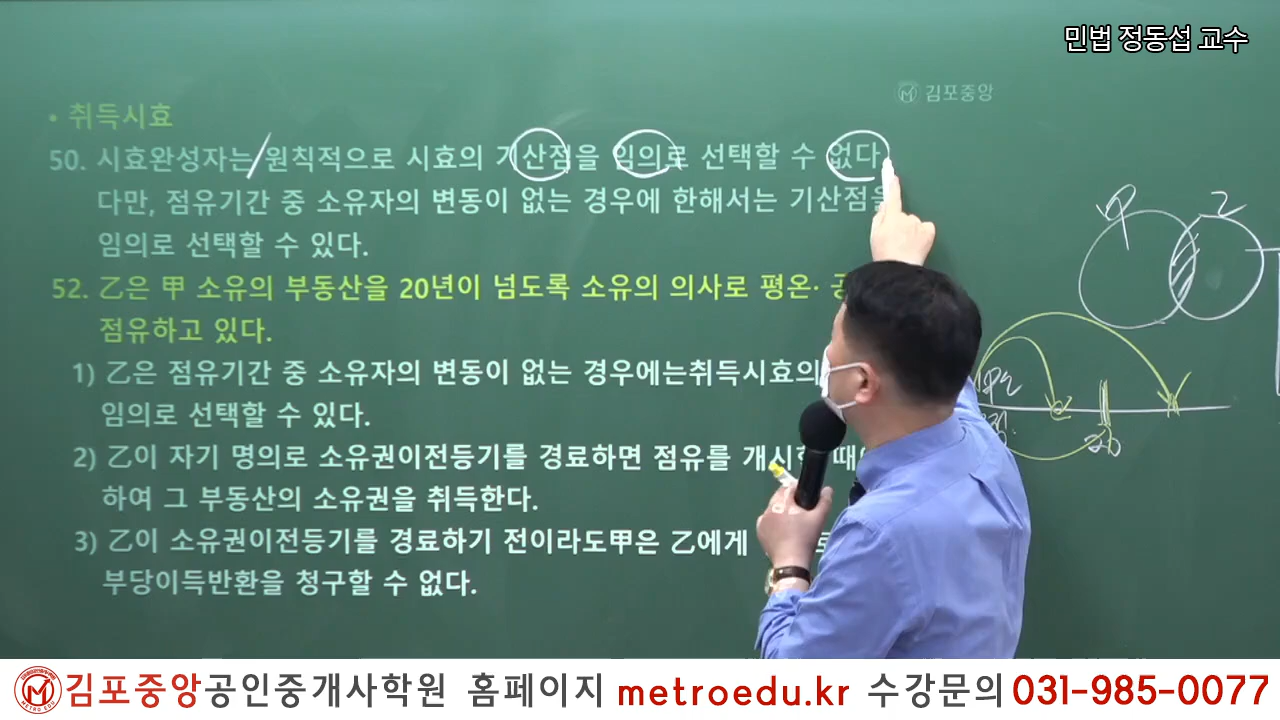 민법 정동섭 교수
김포중앙
• 취득시효
50. 시효완성자는 원칙적으로 시효의 기산점을 임의로 선택할 수 없다
다만, 점유기간 중 소유자의 변동이 없는 경우에 한해서는 기산점을
임의로 선택할 수 있다.
52. 乙은 甲 소유의 부동산을 20년이 넘도록 소유의 의사로 평온·
점유하고 있다.
1) 乙은 점유기간 중 소유자의 변동이 없는 경우에는취득시효의
임의로 선택할 수 있다.
2) 乙이 자기 명의로 소유권이전등기를 경료하면 점유를 개시한
하여 그 부동산의 소유권을 취득한다.
3) 乙이 소유권이전등기를 경료하기 전이라도甲은 乙에게
부당이득반환을 청구할 수 없다.
甲 乙
20
김포중앙공인중개사학원 홈페이지 metroedu.kr 수강문의 031-985-0077